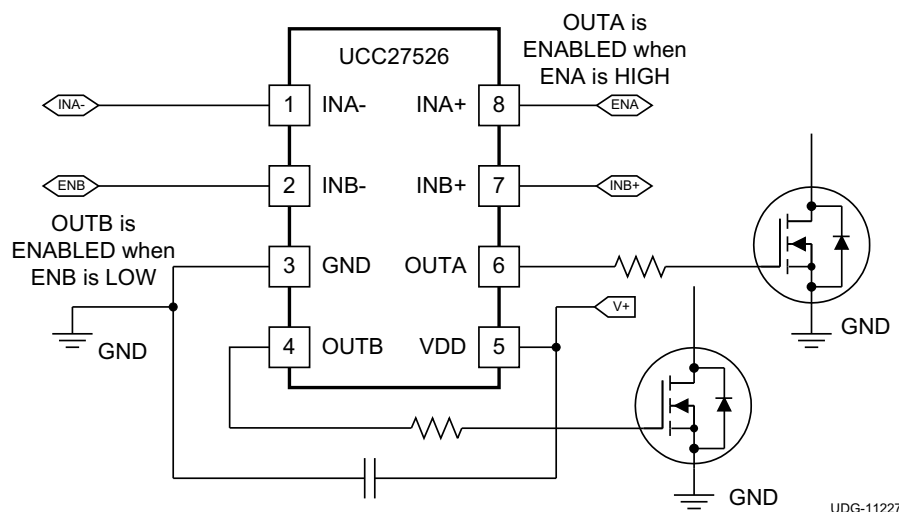 OUTA is
ENABLED when
ENA is HIGH
UCC27526
INA-
1
INA-
INA+
8
ENA
ENB
2
INB-
INB+
7
INB+
OUTB is
ENABLED when
ENB is LOW
3
GND
OUTA
6
GND
V+
GND
4
OUTB
VDD
5
GND
UDG-11227